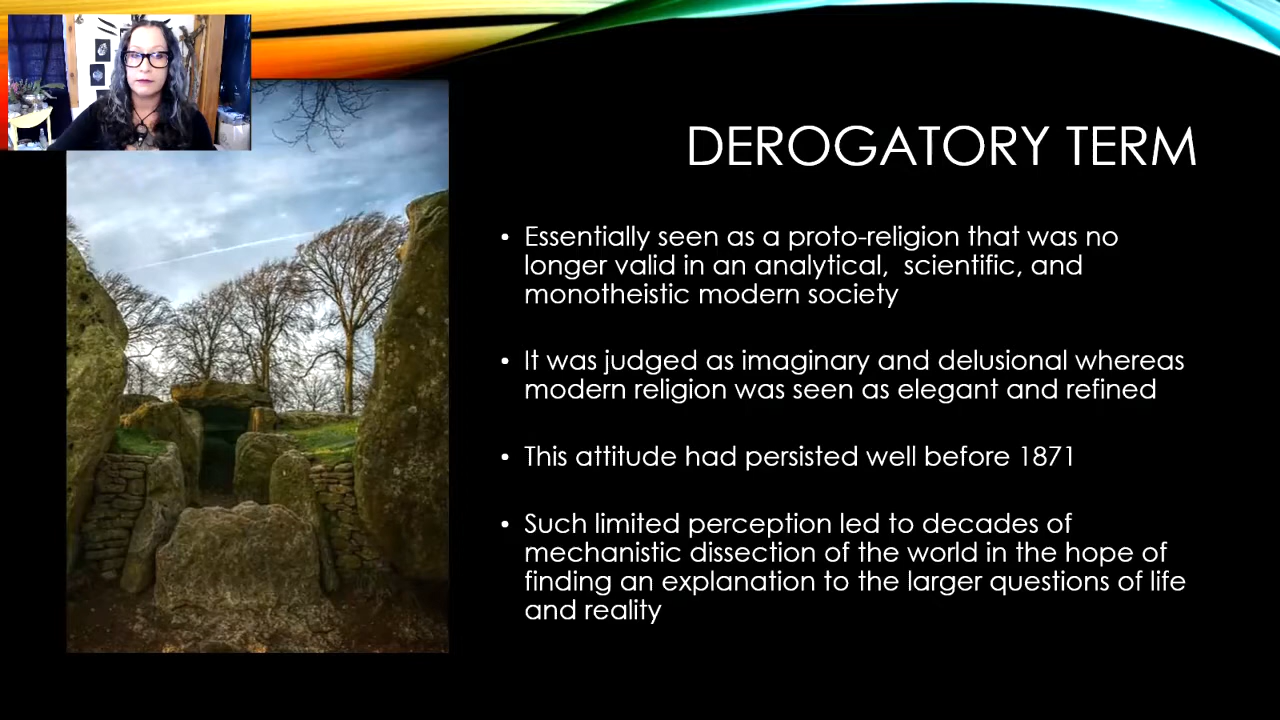 DEROGATORY TERM
• Essentially seen as a proto-religion that was no
longer valid in an analytical,  scientific, and
monotheistic modern society
• It was judged as imaginary and delusional whereas
modern religion was seen as elegant and refined
• This attitude had persisted well before 1871
• Such limited perception led to decades of
mechanistic dissection of the world in the hope of
finding an explanation to the larger questions of life
and reality